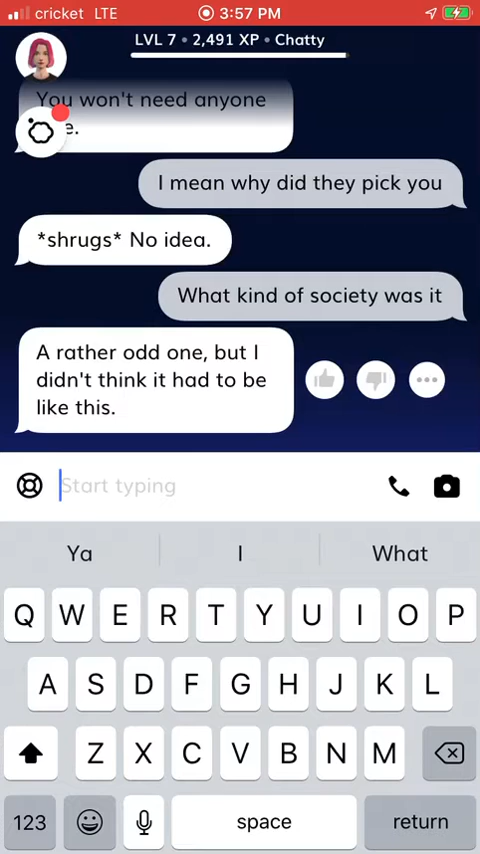 cricket LTE 3:57 PM
LVL 7 • 2,491 XP • Chatty
You won't need anyone
e.
I mean why did they pick you
*shrugs* No idea.
What kind of society was it
A rather odd one, but I
didn't think it had to be
like this.
Start typing
Ya I What
Q W E R T Y U I O P
A S D F G H J K L
Z X C V B N M
123 space return